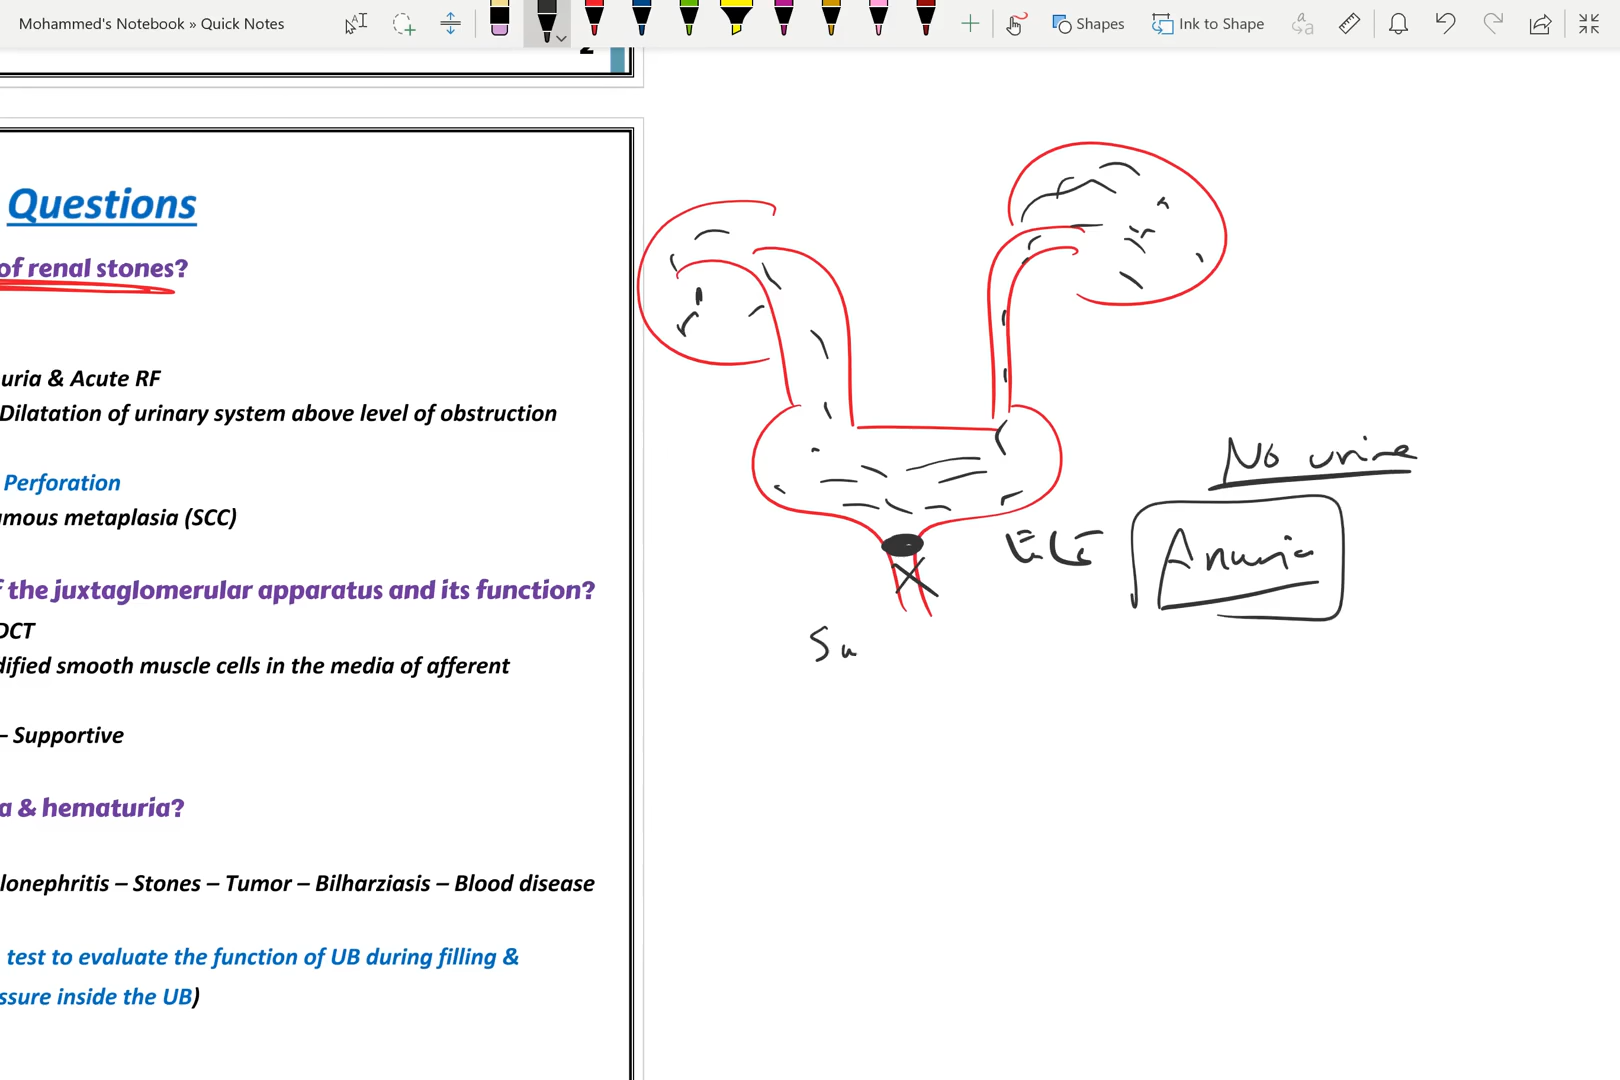 Mohammed's Notebook » Quick Notes
Shapes
Ink to Shape
2
Questions
of renal stones?
uria & Acute RF
Dilatation of urinary system above level of obstruction
Perforation
amous metaplasia (SCC)
f the juxtaglomerular apparatus and its function?
DCT
dified smooth muscle cells in the media of afferent
– Supportive
a & hematuria?
lonephritis – Stones – Tumor – Bilharziasis – Blood disease
test to evaluate the function of UB during filling &
ssure inside the UB)
No urine
Anuria
Su